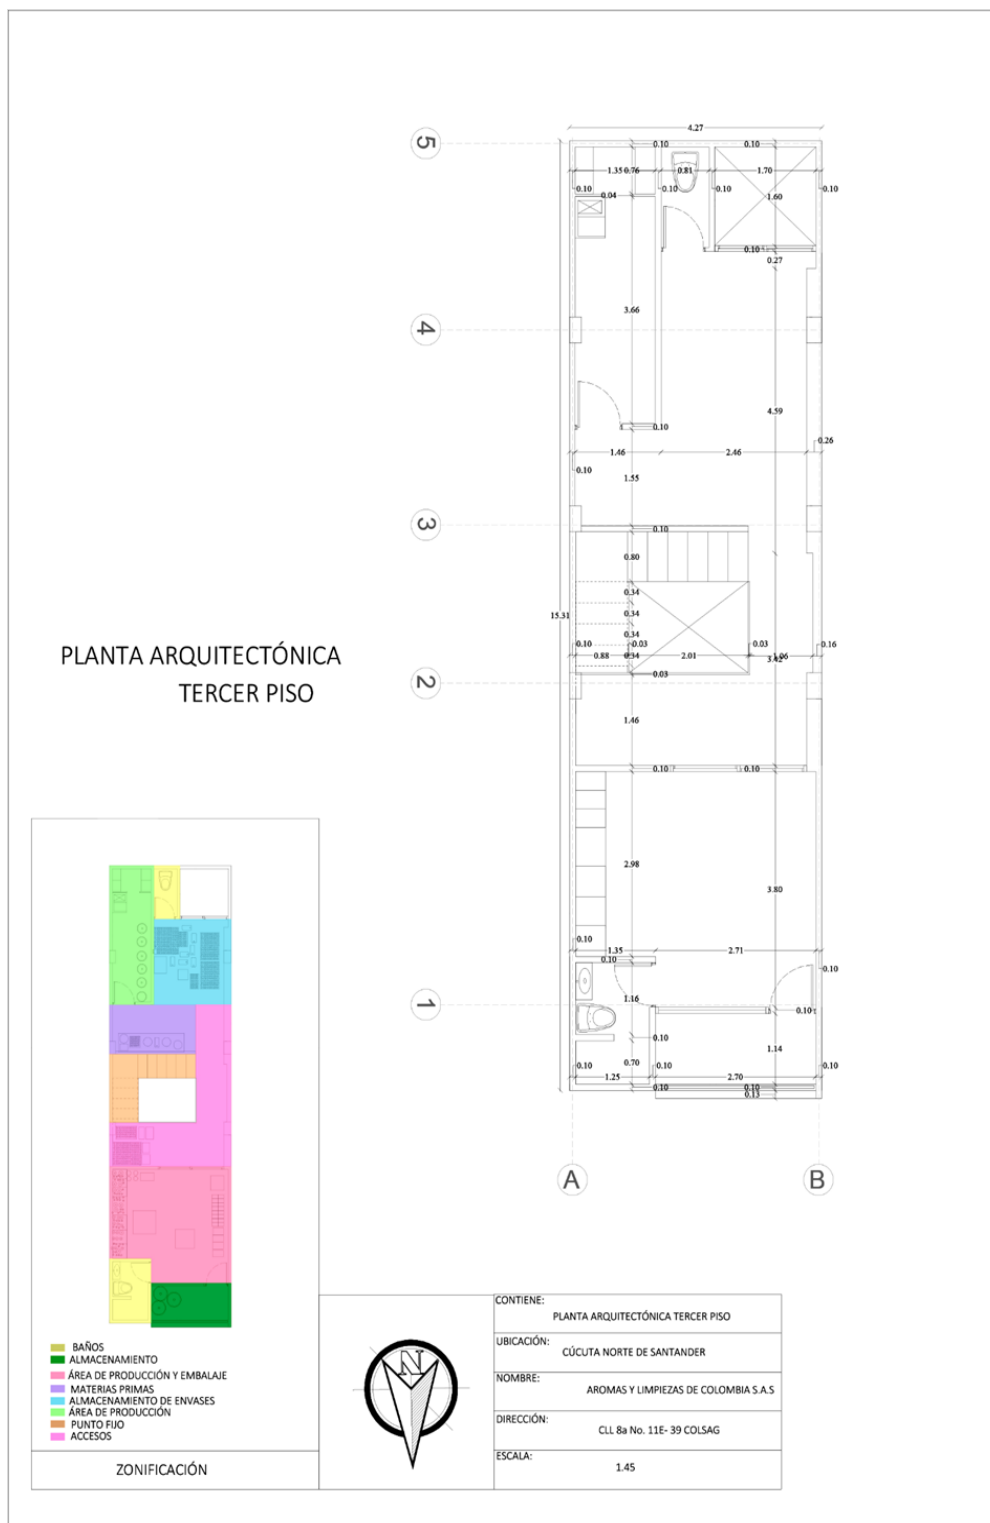 4.27
5
0.10
0.10
1.35
0.76
0.81
1.70
0.10
0.10
0.10
0.10
0.04
1.60
0.10
0.27
3.66
4
4.59
0.10
0.26
1.46
2.46
0.10
1.55
3
0.10
0.80
0.34
15.31
0.34
0.34
0.10
0.03
0.03
0.16
0.88
0.34
2.01
1.06
3.42
0.03
2
1.46
PLANTA ARQUITECTÓNICA
TERCER PISO
0.10
0.10
2.98
3.80
0.10
1.35
2.71
0.10
0.10
1.16
1
0.10
0.10
1.14
0.70
0.10
0.10
0.10
1.25
2.70
0.10
0.10
0.13
A
B
BAÑOS
ALMACENAMIENTO
ÁREA DE PRODUCCIÓN Y EMBALAJE
MATERIAS PRIMAS
ALMACENAMIENTO DE ENVASES
ÁREA DE PRODUCCIÓN
PUNTO FIJO
ACCESOS
ZONIFICACIÓN
N
CONTIENE:
PLANTA ARQUITECTÓNICA TERCER PISO
UBICACIÓN:
CÚCUTA NORTE DE SANTANDER
NOMBRE:
AROMAS Y LIMPIEZAS DE COLOMBIA S.A.S
DIRECCIÓN:
CLL 8a No. 11E- 39 COLSAG
ESCALA:
1.45